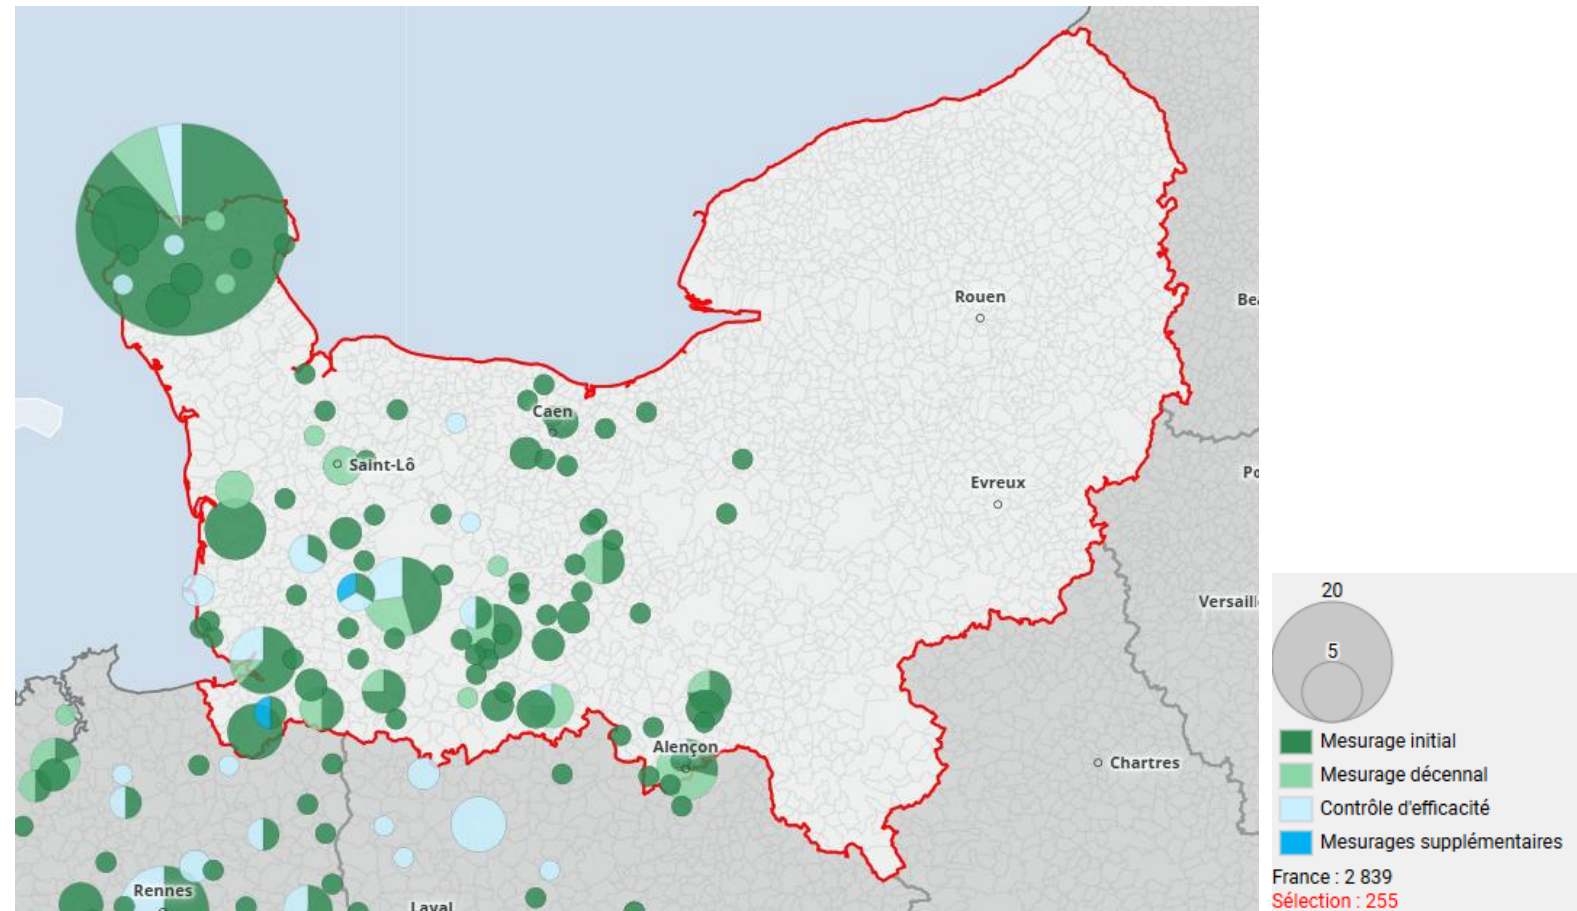 Rouen
Be
Caen
Saint-Lô
Evreux
Po
Versaill
Alençon
Chartres
Rennes
Laval
20
5
Mesurage initial
Mesurage décennal
Contrôle d'efficacité
Mesurages supplémentaires
France : 2 839
Sélection : 255